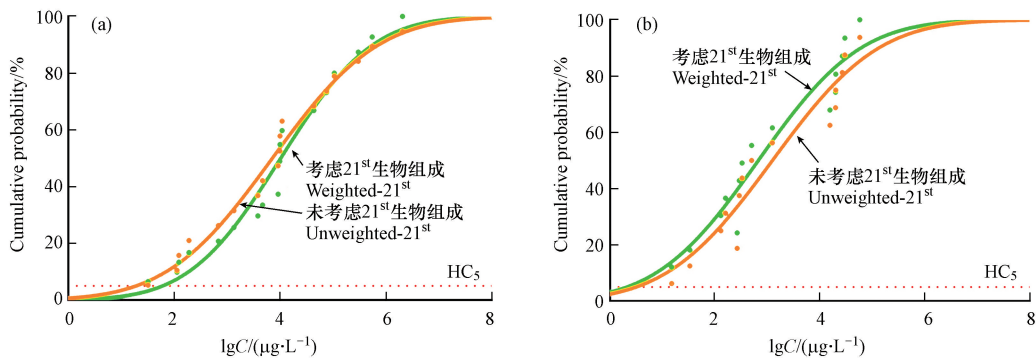 (a)
Cumulative probability/%
100
80
60
40
20
0
考虑21st生物组成
Weighted-21st
未考虑21st生物组成
Unweighted-21st
HC5
0 2 4 6 8
lgC/(μg·L−1)
(b)
Cumulative probability/%
100
80
60
40
20
0
考虑21st生物组成
Weighted-21st
未考虑21st生物组成
Unweighted-21st
HC5
0 2 4 6 8
lgC/(μg·L−1)